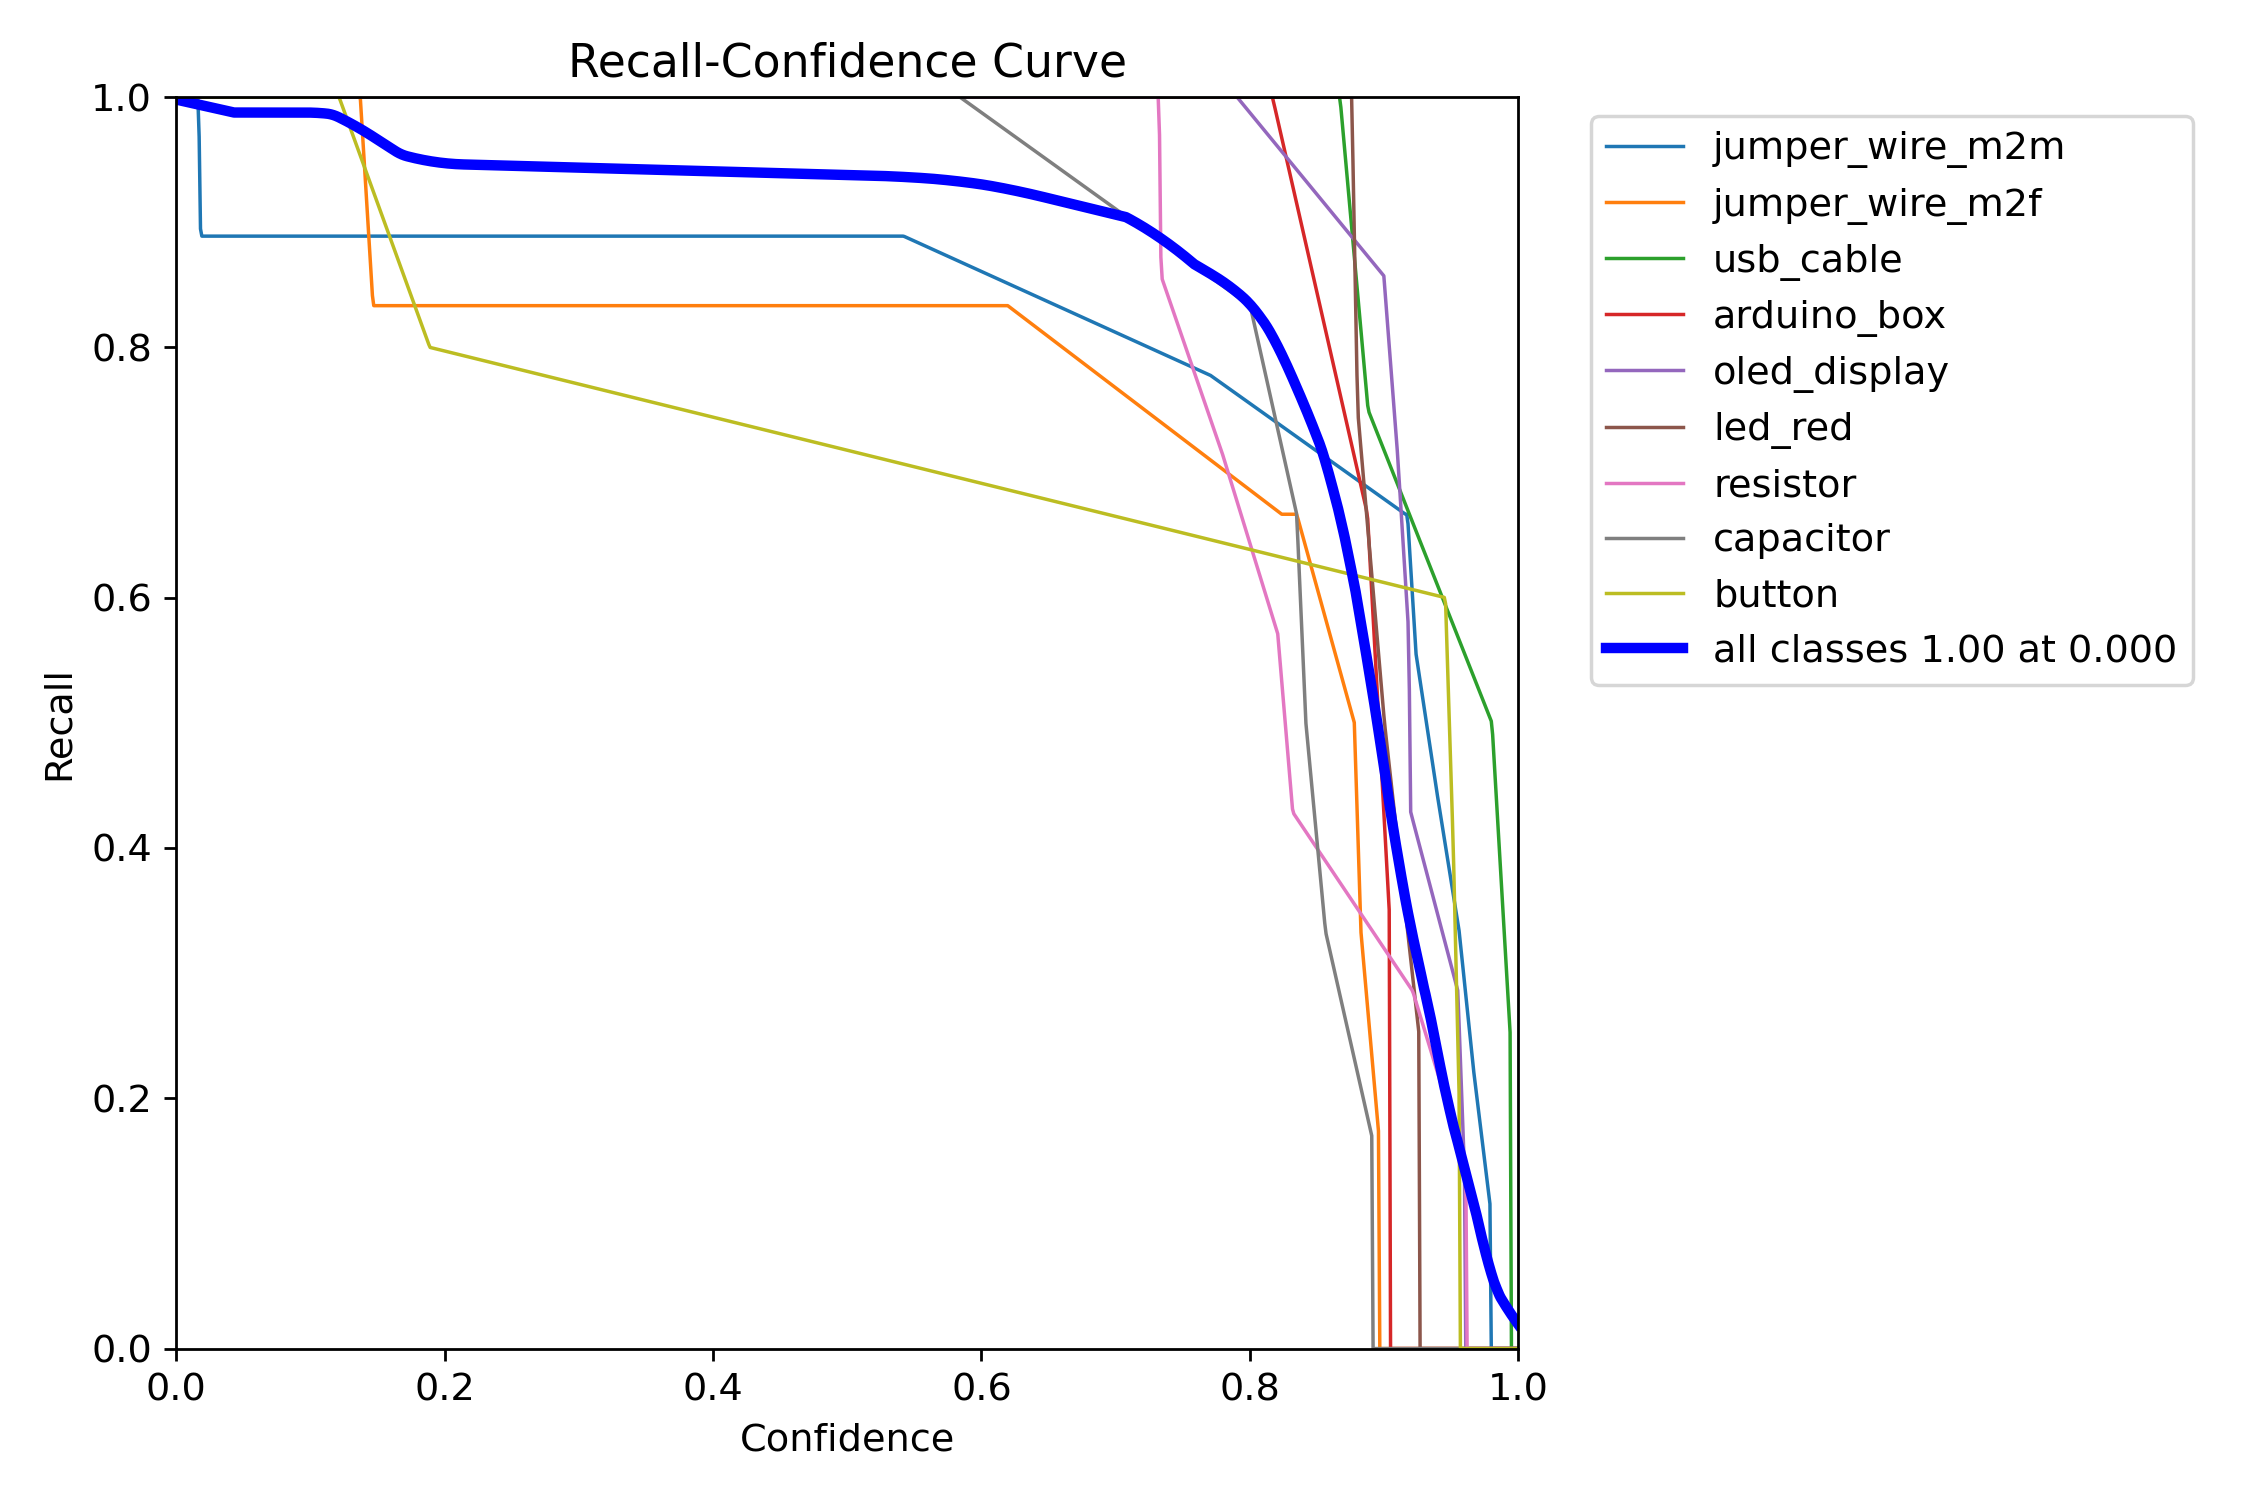 Recall-Confidence Curve
1.0
0.8
0.6
0.4
0.2
0.0
Recall
0.0 0.2 0.4 0.6 0.8 1.0
Confidence
jumper_wire_m2m
jumper_wire_m2f
usb_cable
arduino_box
oled_display
led_red
resistor
capacitor
button
all classes 1.00 at 0.000